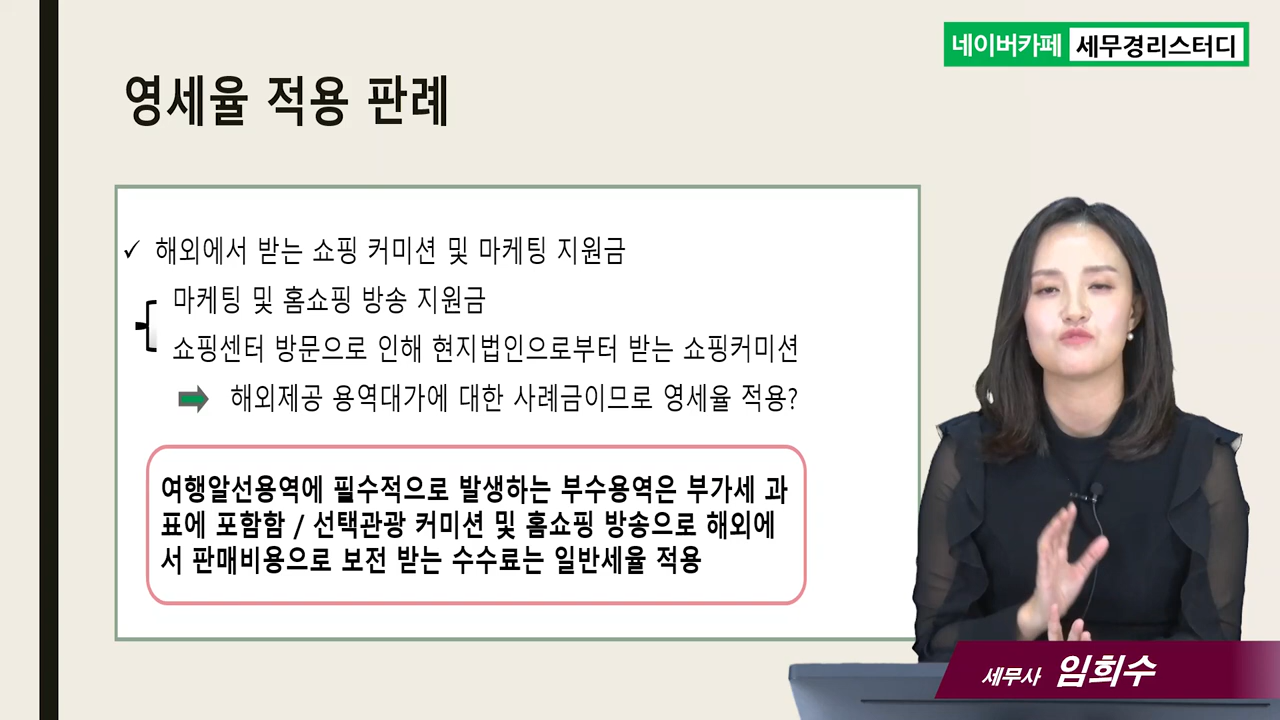 네이버카페 세무경리스터디
영세율 적용 판례
✓ 해외에서 받는 쇼핑 커미션 및 마케팅 지원금
마케팅 및 홈쇼핑 방송 지원금
쇼핑센터 방문으로 인해 현지법인으로부터 받는 쇼핑커미션
해외제공 용역대가에 대한 사례금이므로 영세율 적용?
여행알선용역에 필수적으로 발생하는 부수용역은 부가세 과
표에 포함함 / 선택관광 커미션 및 홈쇼핑 방송으로 해외에
서 판매비용으로 보전 받는 수수료는 일반세율 적용
세무사 임희수